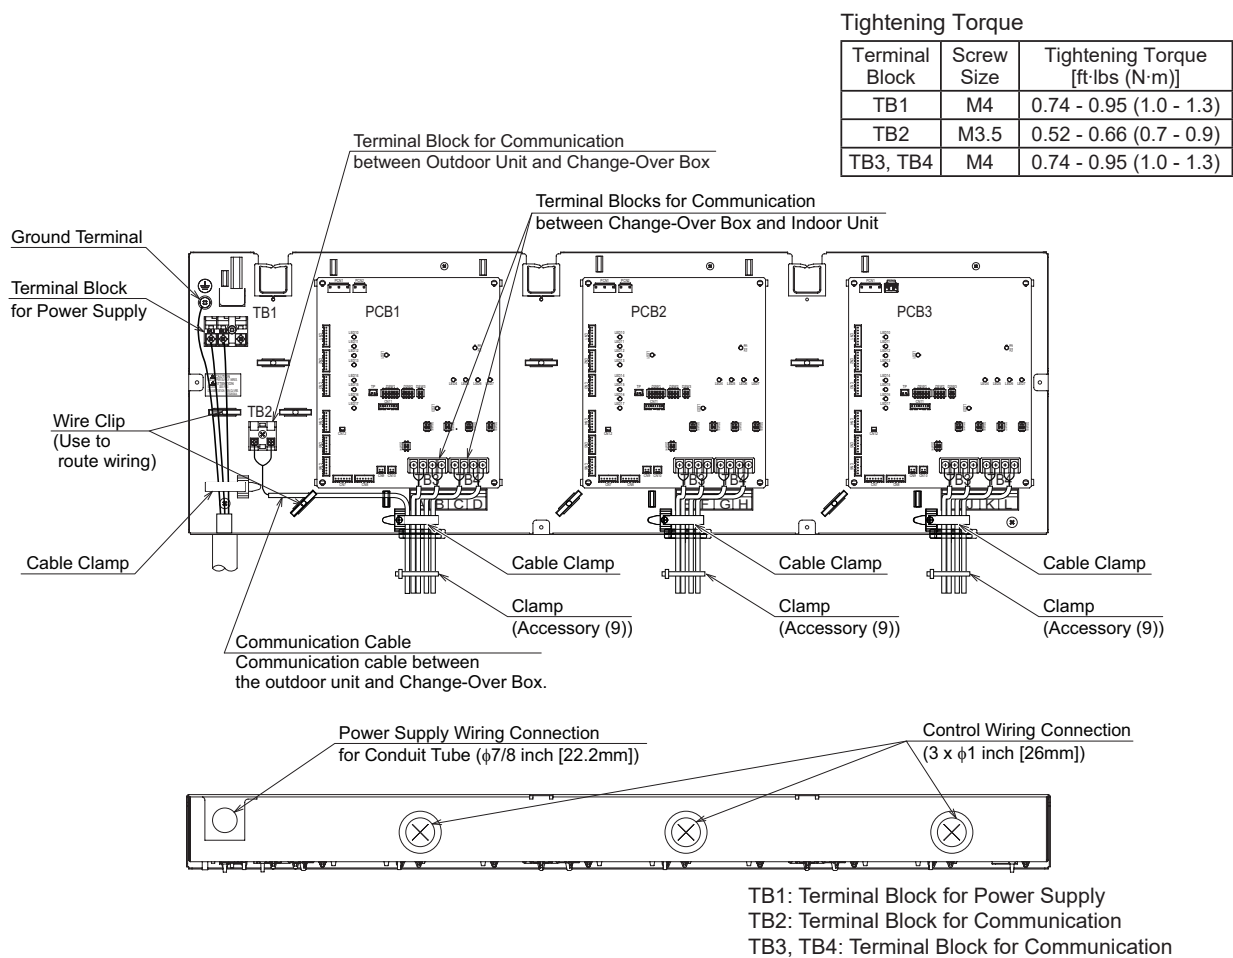 Tightening Torque
Terminal Block Screw Size Tightening Torque [ft·lbs (N·m)]
TB1 M4 0.74 - 0.95 (1.0 - 1.3)
TB2 M3.5 0.52 - 0.66 (0.7 - 0.9)
TB3, TB4 M4 0.74 - 0.95 (1.0 - 1.3)
Terminal Block for Communication
between Outdoor Unit and Change-Over Box
Terminal Blocks for Communication
between Change-Over Box and Indoor Unit
Ground Terminal
Terminal Block
for Power Supply
TB1
PCB1
PCB2
PCB3
Wire Clip
(Use to
route wiring)
TB2
Cable Clamp
B C D
F G H
J K L
Cable Clamp
Cable Clamp
Cable Clamp
Cable Clamp
Clamp
(Accessory (9))
Clamp
(Accessory (9))
Clamp
(Accessory (9))
Communication Cable
Communication cable between
the outdoor unit and Change-Over Box.
Power Supply Wiring Connection
for Conduit Tube (ϕ7/8 inch [22.2mm])
Control Wiring Connection
(3 x ϕ1 inch [26mm])
TB1: Terminal Block for Power Supply
TB2: Terminal Block for Communication
TB3, TB4: Terminal Block for Communication